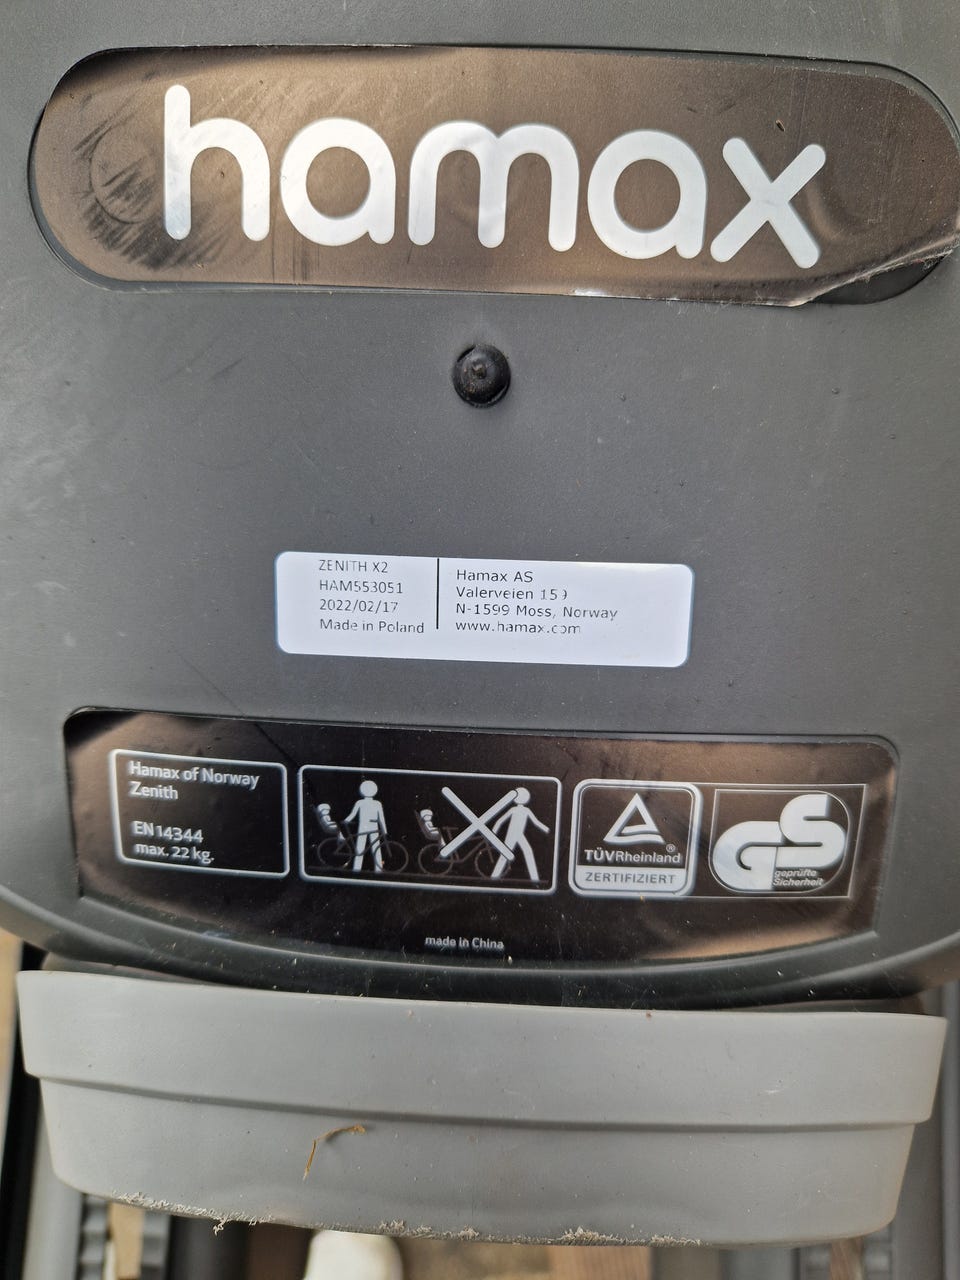 hamax
ZENITH X2
HAM553051
2022/02/17
Made in Poland
Hamax AS
Valerveien
N-1599 Moss, Norway
www.hamax.com
Hamax of Norway
Zenith
EN14344
max. 22 kg.
TÜVRheinland®
ZERTIFIZIERT
GS
geprüfte
Sicherheit
made in China